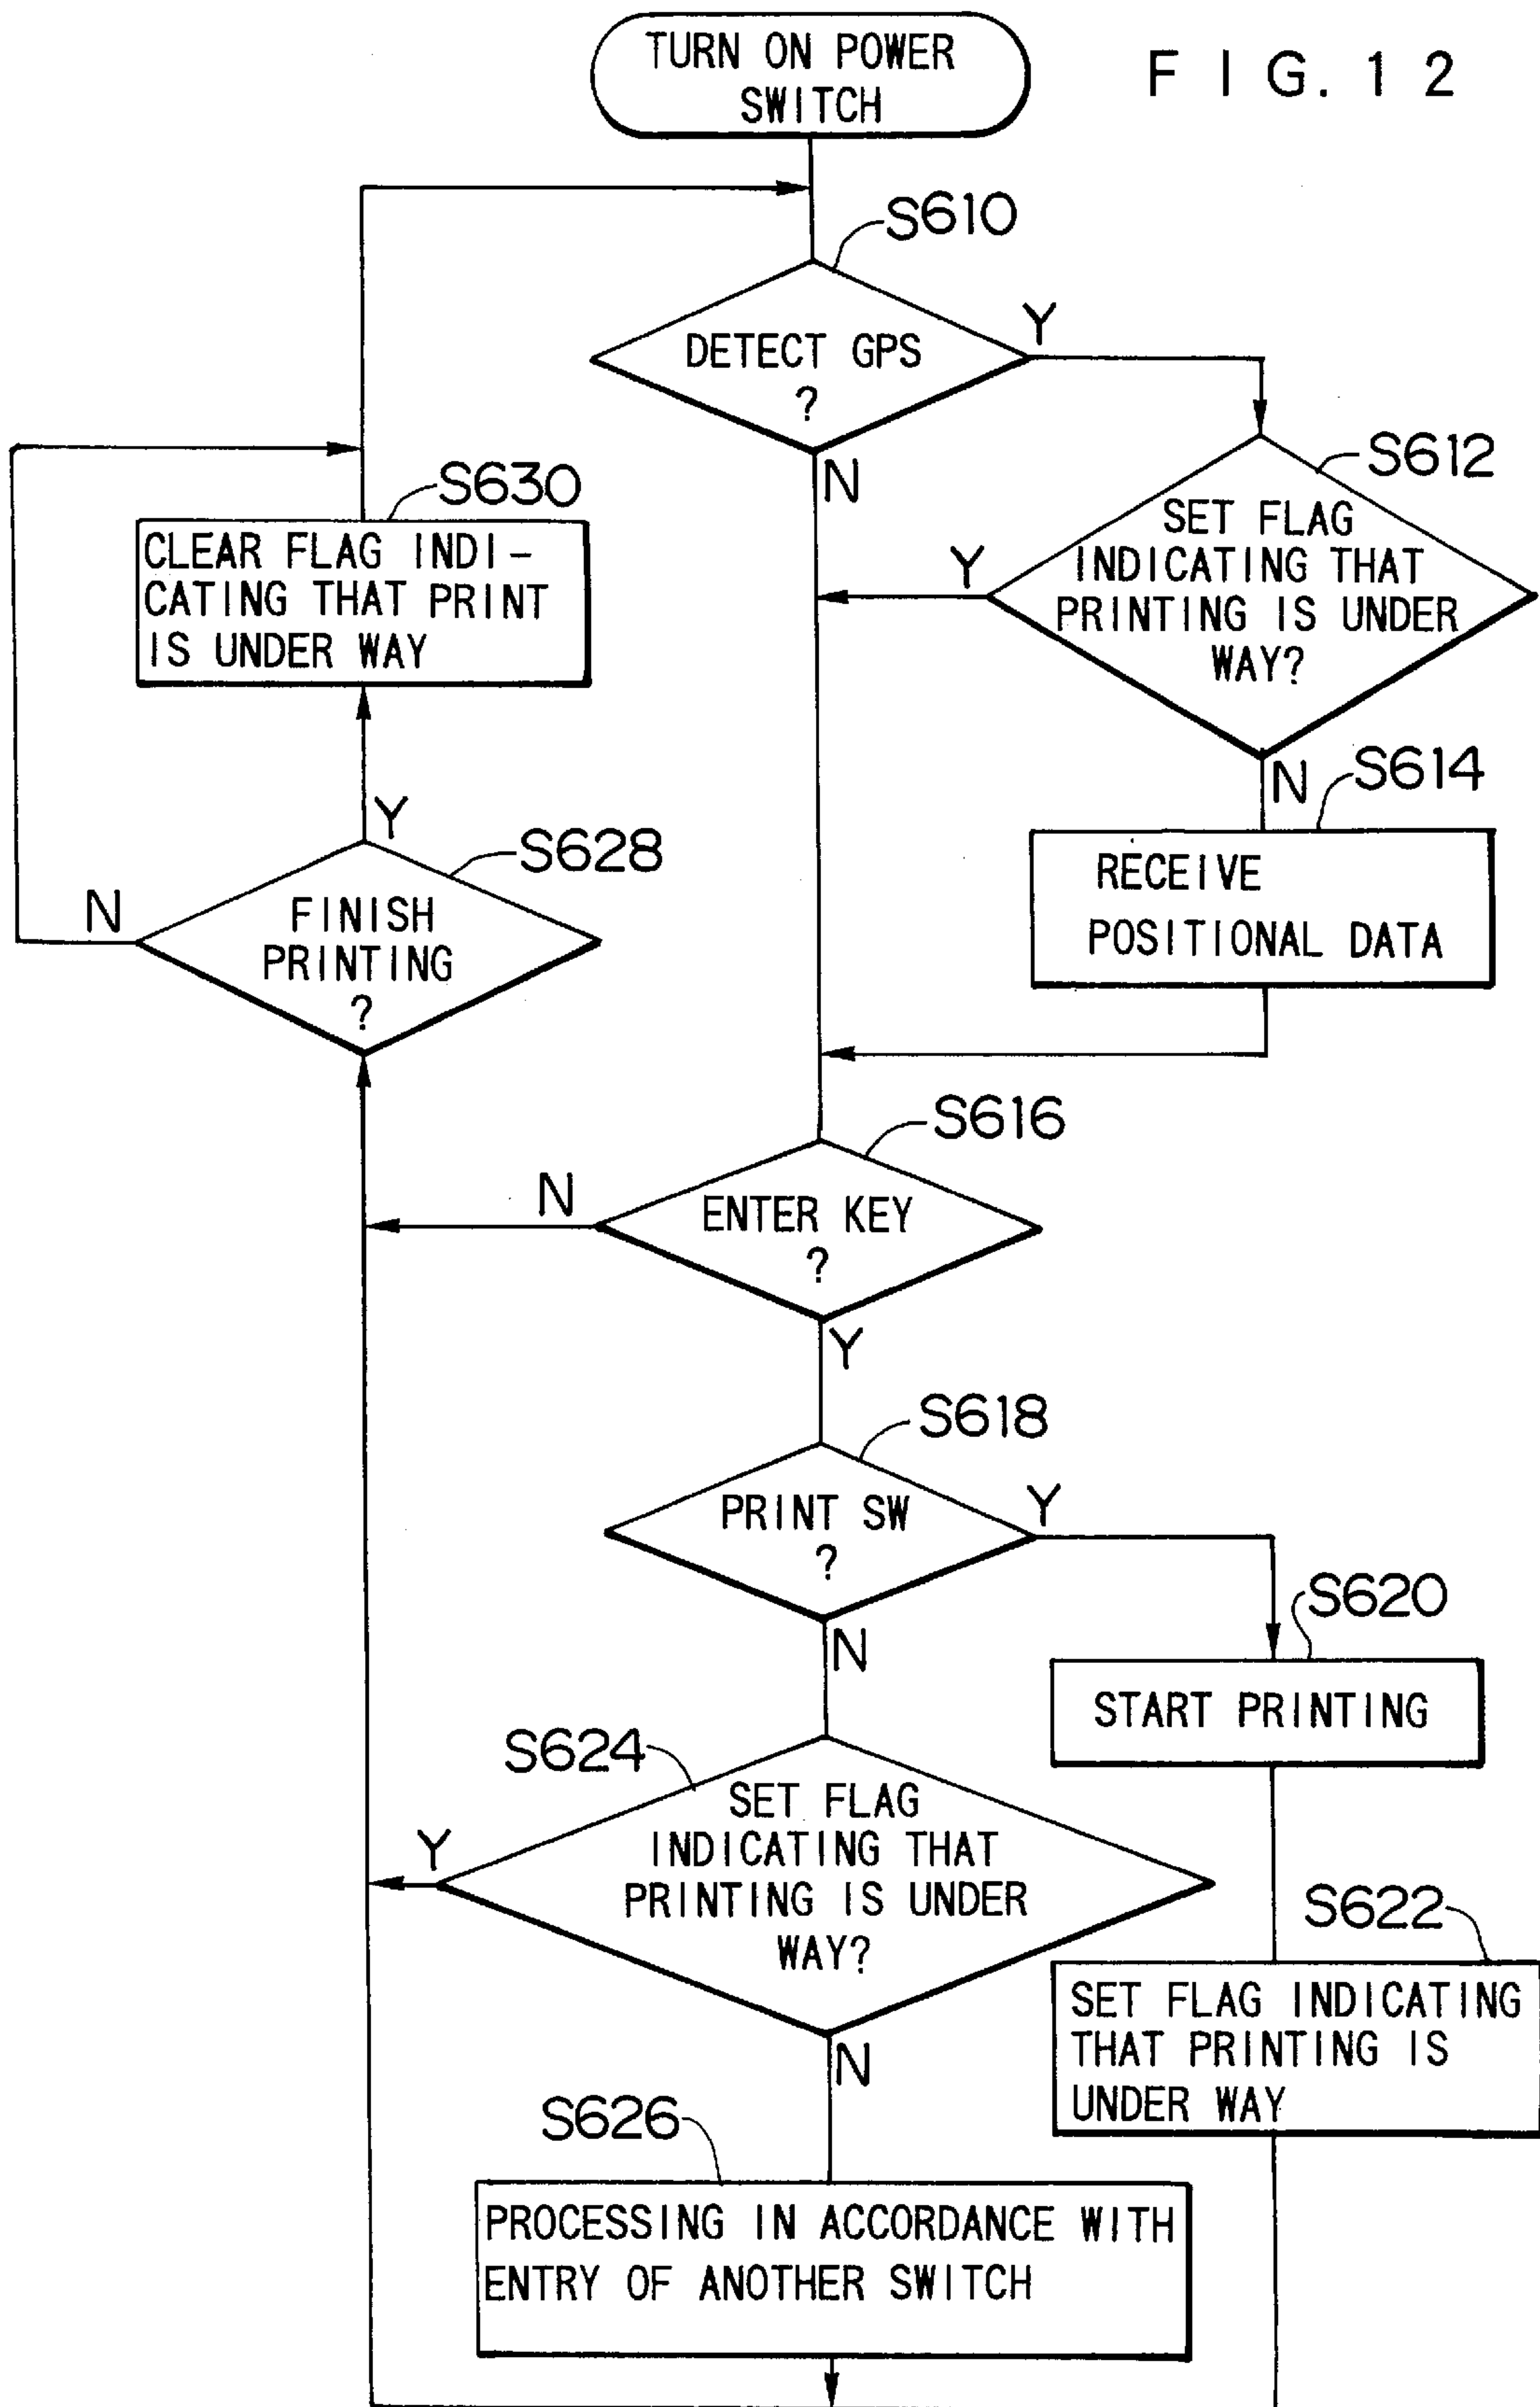 TURN ON POWER
SWITCH
F I G. 1 2
S610
DETECT GPS
?
Y
N
S612
SET FLAG
INDICATING THAT
PRINTING IS UNDER
WAY?
Y
N
S630
CLEAR FLAG INDI-
CATING THAT PRINT
IS UNDER WAY
S614
RECEIVE
POSITIONAL DATA
Y
S628
FINISH
PRINTING
?
N
S616
ENTER KEY
?
N
Y
S618
PRINT SW
?
Y
N
S620
START PRINTING
S624
SET FLAG
INDICATING THAT
PRINTING IS UNDER
WAY?
Y
N
S622
SET FLAG INDICATING
THAT PRINTING IS
UNDER WAY
S626
PROCESSING IN ACCORDANCE WITH
ENTRY OF ANOTHER SWITCH